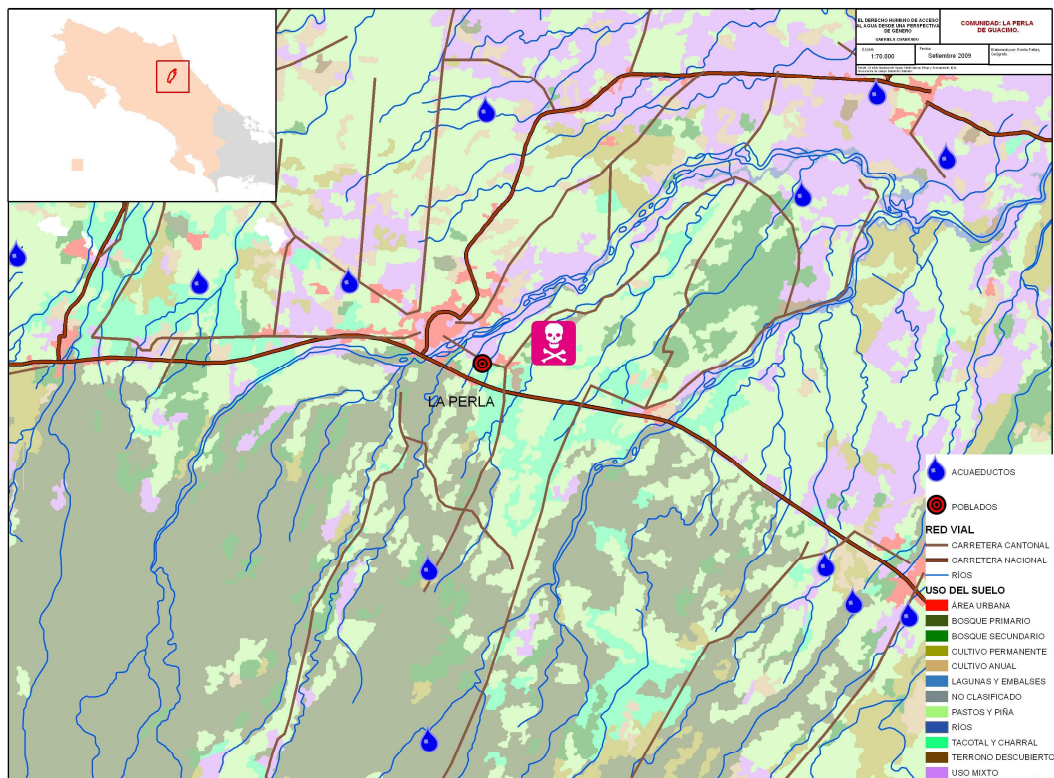 EL DERECHO HUMANO DE ACCESO
AL AGUA DESDE UNA PERSPECTIVA
DE GÉNERO
COMUNIDAD: LA PERLA
DE GUACIMO.
1:70.000
Fecha:
Setiembre 2009
LA PERLA
ACUAEDUCTOS
POBLADOS
RED VIAL
CARRETERA CANTONAL
CARRETERA NACIONAL
RÍOS
USO DEL SUELO
ÁREA URBANA
BOSQUE PRIMARIO
BOSQUE SECUNDARIO
CULTIVO PERMANENTE
CULTIVO ANUAL
LAGUNAS Y EMBALSES
NO CLASIFICADO
PASTOS Y PIÑA
RÍOS
TACOTAL Y CHARRAL
TERRONO DESCUBIERTO
USO MIXTO